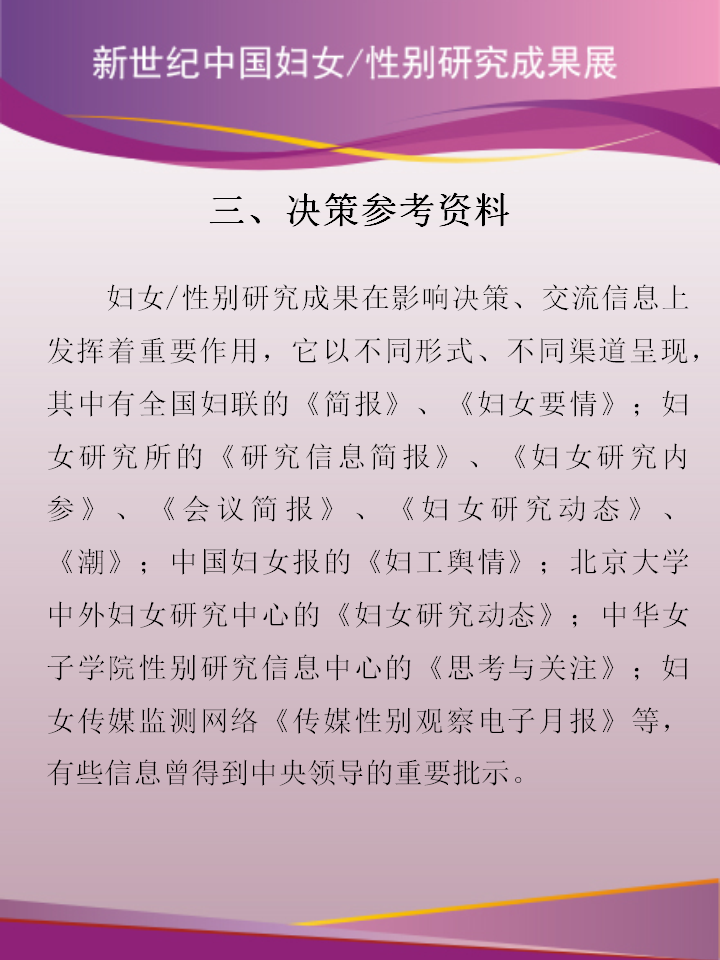 新世纪中国妇女/性别研究成果展
三、决策参考资料
妇女/性别研究成果在影响决策、交流信息上
发挥着重要作用，它以不同形式、不同渠道呈现，
其中有全国妇联的《简报》、《妇女要情》；妇
女研究所的《研究信息简报》、《妇女研究内
参》、《会议简报》、《妇女研究动态》、
《潮》；中国妇女报的《妇工舆情》；北京大学
中外妇女研究中心的《妇女研究动态》；中华女
子学院性别研究信息中心的《思考与关注》；妇
女传媒监测网络《传媒性别观察电子月报》等，
有些信息曾得到中央领导的重要批示。